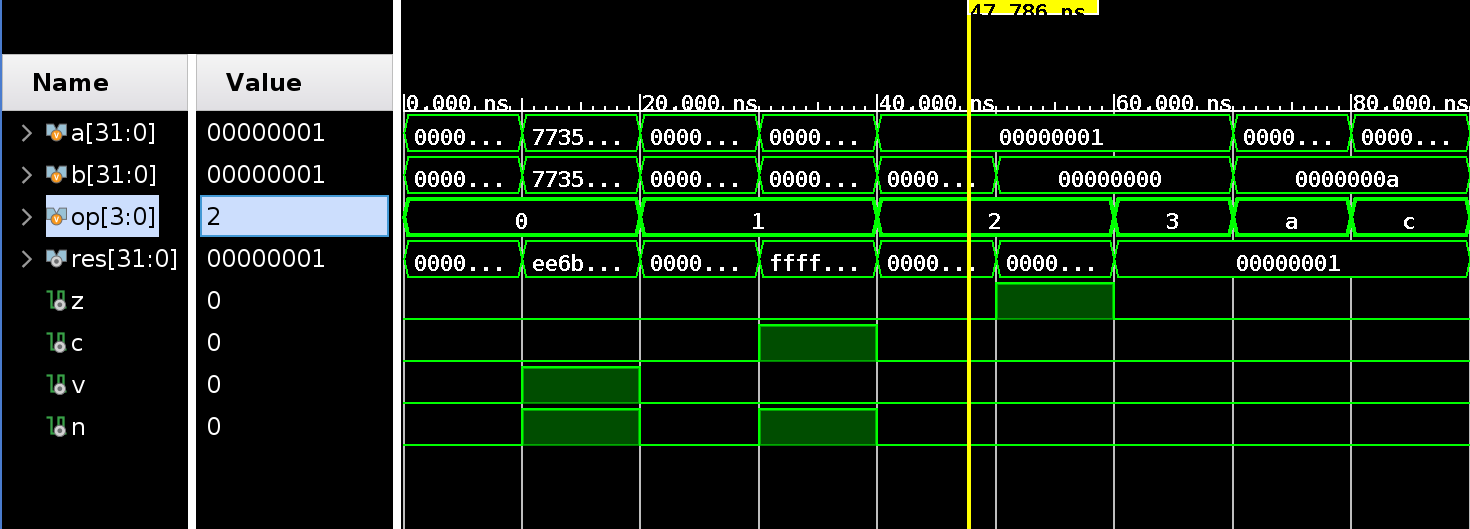 47.786 ns
Name Value
0.000 ns 20.000 ns 40.000 ns 60.000 ns 80.000 ns
a[31:0] 00000001 0000... 7735... 0000... 0000... 00000001 0000... 0000...
b[31:0] 00000001 0000... 7735... 0000... 0000... 0000... 00000000 0000000a
op[3:0] 2 0 1 2 3 a c
res[31:0] 00000001 0000... ee6b... 0000... ffff... 0000... 0000... 00000001
z 0
c 0
v 0
n 0